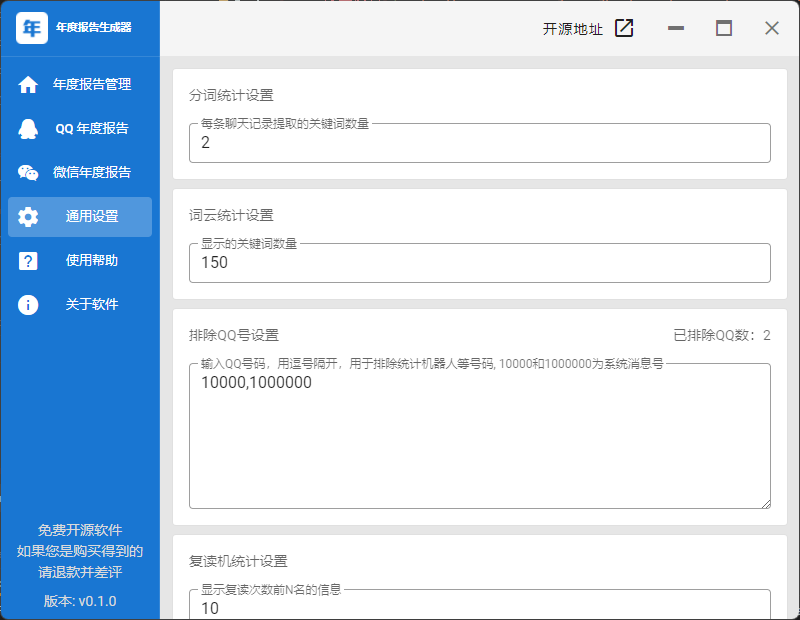 年 年度报告生成器
开源地址
年度报告管理
QQ 年度报告
微信年度报告
通用设置
使用帮助
关于软件
免费开源软件
如果您是购买得到的
请退款并差评
版本: v0.1.0
分词统计设置
每条聊天记录提取的关键词数量
2
词云统计设置
显示的关键词数量
150
排除QQ号设置 已排除QQ数：2
输入QQ号码，用逗号隔开，用于排除统计机器人等号码, 10000和1000000为系统消息号
10000,1000000
复读机统计设置
显示复读次数前N名的信息
10